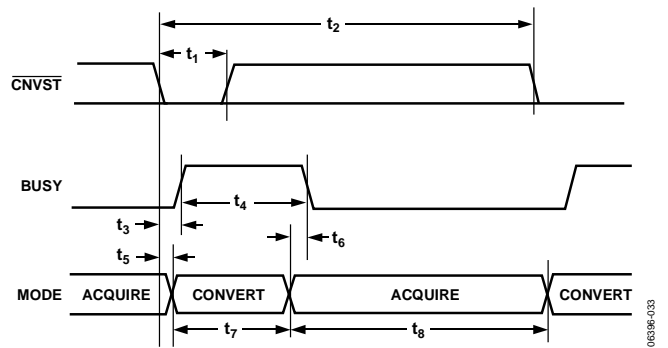 t2
t1
CNVST
BUSY
t4
t3
t6
t5
MODE ACQUIRE CONVERT ACQUIRE CONVERT
t7 t8
06396-033